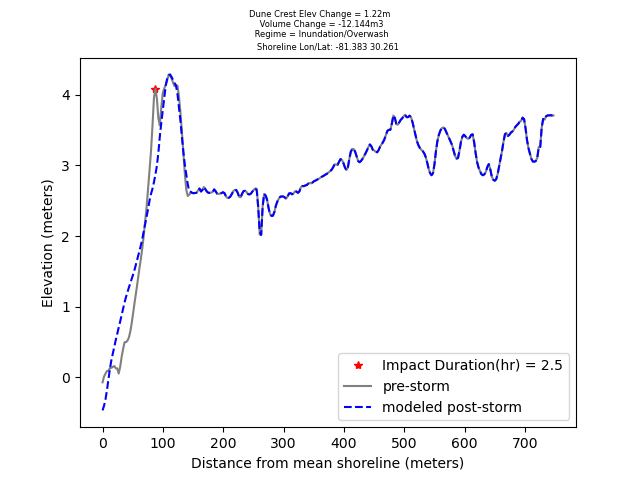 Dune Crest Elev Change = 1.22m
Volume Change = -12.144m3
Regime = Inundation/Overwash
Shoreline Lon/Lat: -81.383 30.261
4
3
2
1
0
Elevation (meters)
Impact Duration(hr) = 2.5
pre-storm
modeled post-storm
0 100 200 300 400 500 600 700
Distance from mean shoreline (meters)